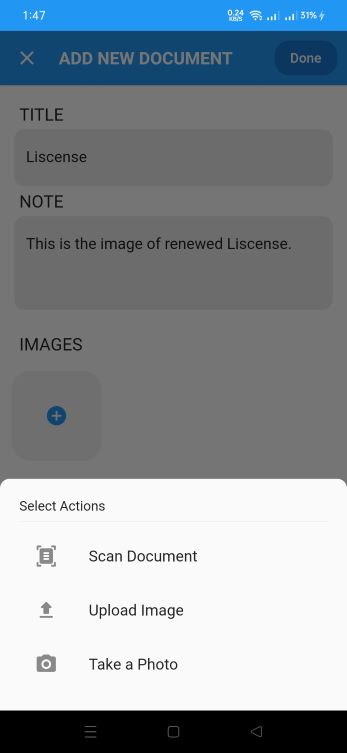 1:47
0.24
KB/S
31%
ADD NEW DOCUMENT
Done
TITLE
Liscense
NOTE
This is the image of renewed Liscense.
IMAGES
Select Actions
Scan Document
Upload Image
Take a Photo